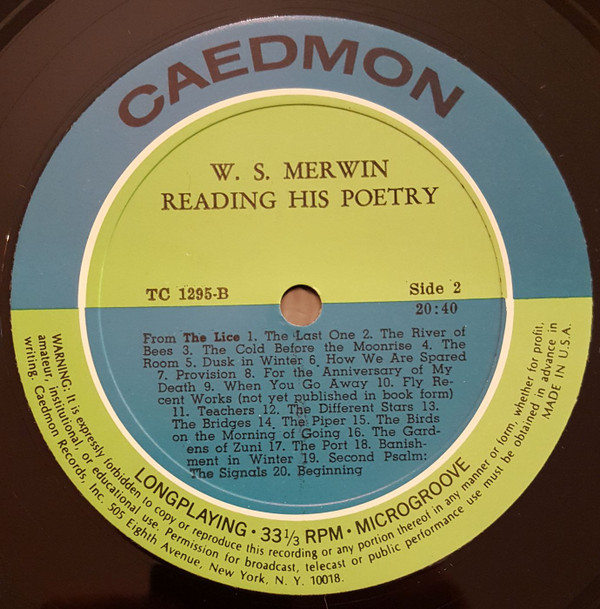 CAEDMON
W. S. MERWIN
READING HIS POETRY
TC 1295-B
Side 2
20:40
From The Lice 1. The Last One 2. The River of
Bees 3. The Cold Before the Moonrise 4. The
Room 5. Dusk in Winter 6. How We Are Spared
7. Provision 8. For the Anniversary of My
Death 9. When You Go Away 10. Fly Re-
cent Works (not yet published in book form)
11. Teachers 12. The Different Stars 13.
The Bridges 14. The Piper 15. The Birds
on the Morning of Going 16. The Gard-
ens of Zuni 17. The Port 18. Banish-
ment in Winter 19. Second Psalm:
The Signals 20. Beginning
LONGPLAYING · 33 1/3 RPM · MICROGROOVE
WARNING: It is expressly forbidden to copy or reproduce this recording or any portion thereof in any manner or form, whether for profit,
amateur, institutional, or educational use. Permission for broadcast, telecast or public performance use must be obtained in advance in
writing. Caedmon Records, Inc. 505 Eighth Avenue, New York, N. Y. 10018.
MADE IN U.S.A.